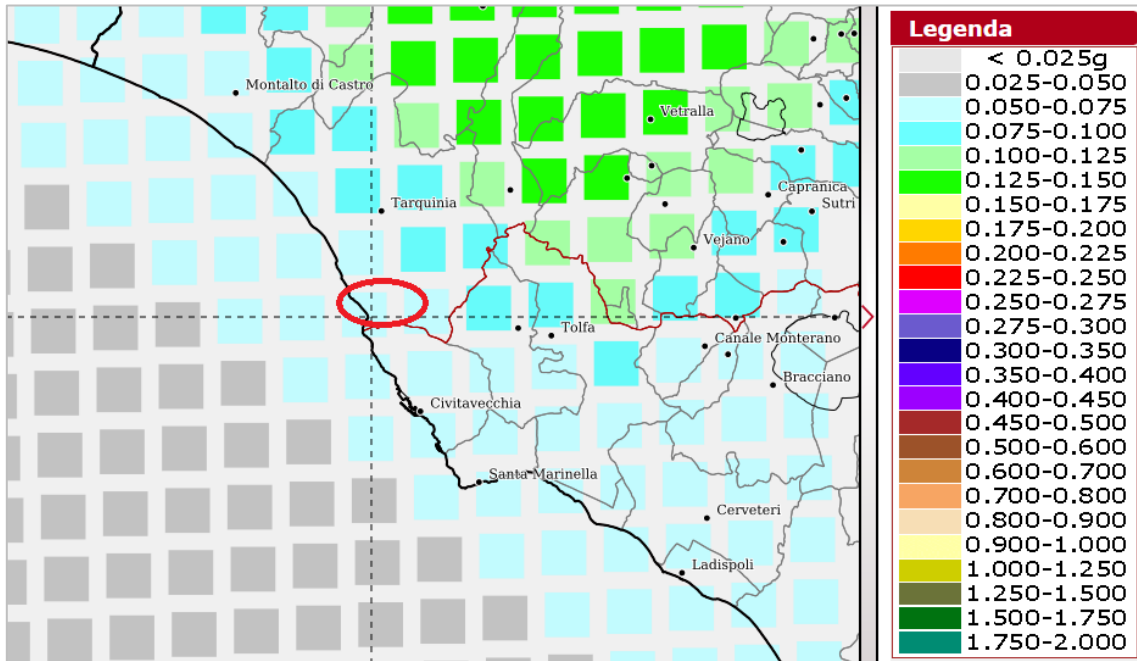 Montalto di Castro
Vetralla
Capranica
Tarquinia
Sutri
Vejano
Tolfa
Canale Monterano
Bracciano
Civitavecchia
Santa Marinella
Cerveteri
Ladispoli
Legenda
< 0.025g
0.025-0.050
0.050-0.075
0.075-0.100
0.100-0.125
0.125-0.150
0.150-0.175
0.175-0.200
0.200-0.225
0.225-0.250
0.250-0.275
0.275-0.300
0.300-0.350
0.350-0.400
0.400-0.450
0.450-0.500
0.500-0.600
0.600-0.700
0.700-0.800
0.800-0.900
0.900-1.000
1.000-1.250
1.250-1.500
1.500-1.750
1.750-2.000